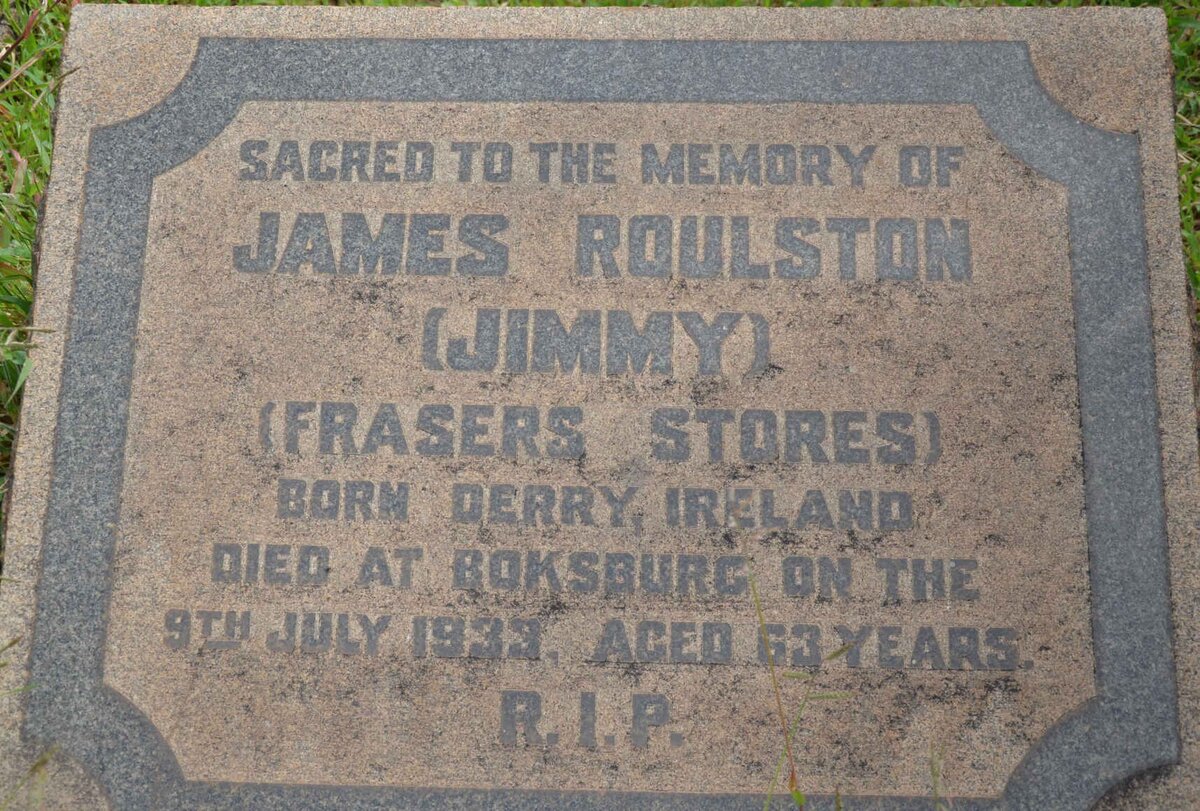 SACRED TO THE MEMORY OF
JAMES ROULSTON
(JIMMY)
(FRASERS STORES)
BORN DERRY, IRELAND
DIED AT BOKSBURG ON THE
9TH JULY 1933, AGED 63 YEARS.
R.I.P.